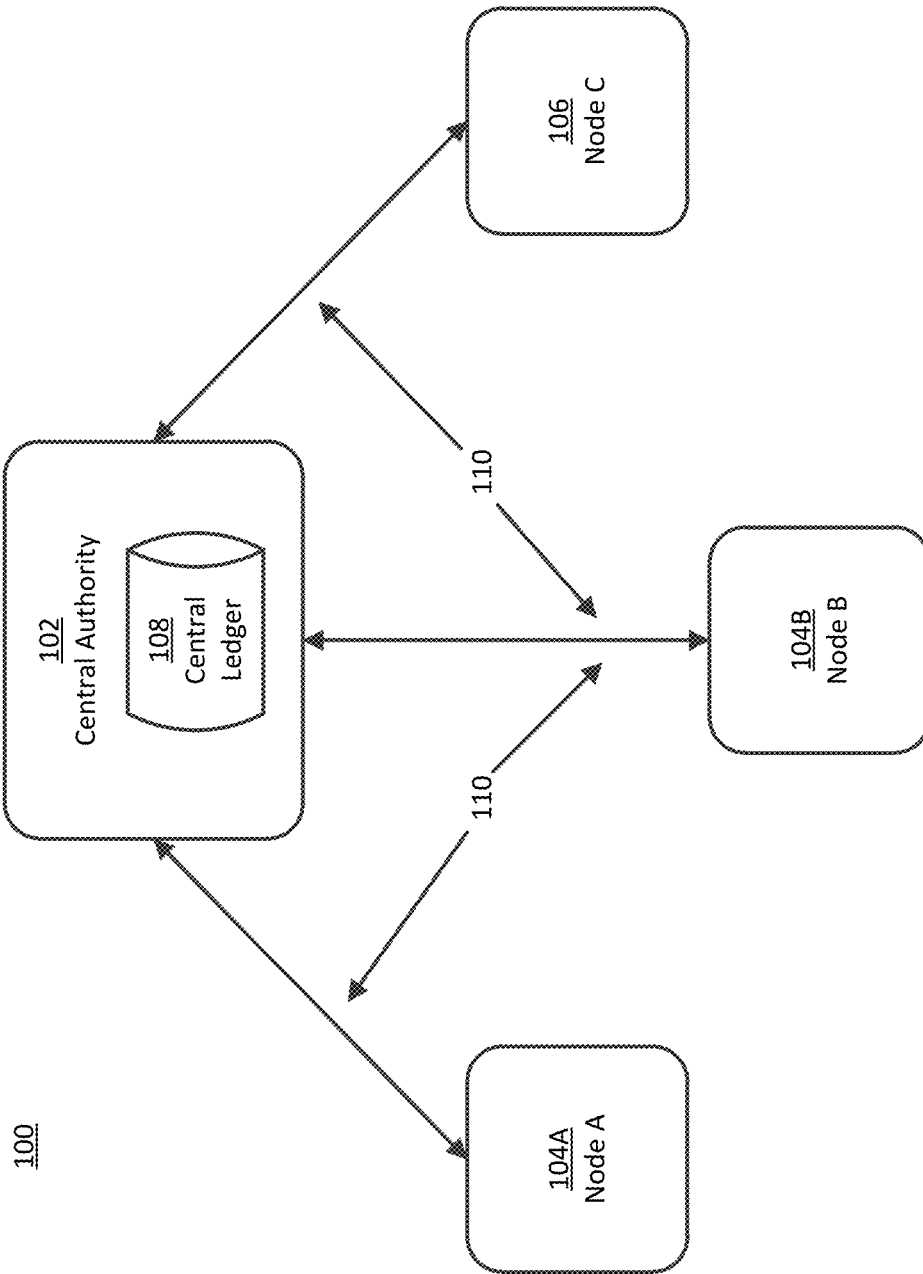 100
102
Central Authority
108
Central
Ledger
110
110
104A
Node A
104B
Node B
106
Node C